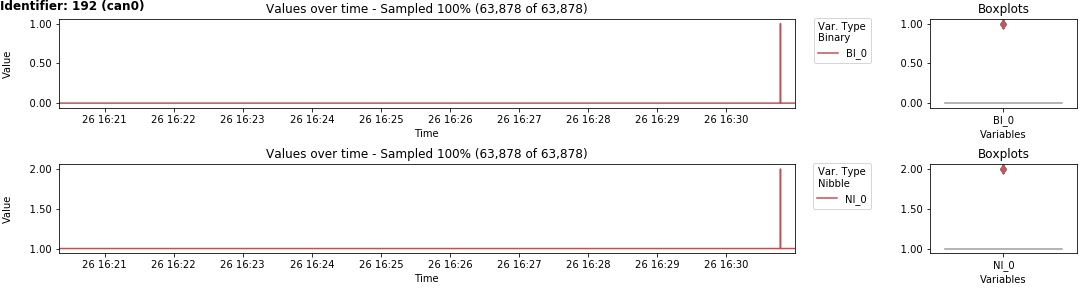 Identifier: 192 (can0)
Values over time - Sampled 100% (63,878 of 63,878)
1.00
0.50
0.00
Value
26 16:21 26 16:22 26 16:23 26 16:24 26 16:25 26 16:26 26 16:27 26 16:28 26 16:29 26 16:30
Time
Var. Type
Binary
BI_0
Boxplots
1.00
0.50
0.00
BI_0
Variables
Values over time - Sampled 100% (63,878 of 63,878)
2.00
1.50
1.00
Value
26 16:21 26 16:22 26 16:23 26 16:24 26 16:25 26 16:26 26 16:27 26 16:28 26 16:29 26 16:30
Time
Var. Type
Nibble
NI_0
Boxplots
2.00
1.50
1.00
NI_0
Variables